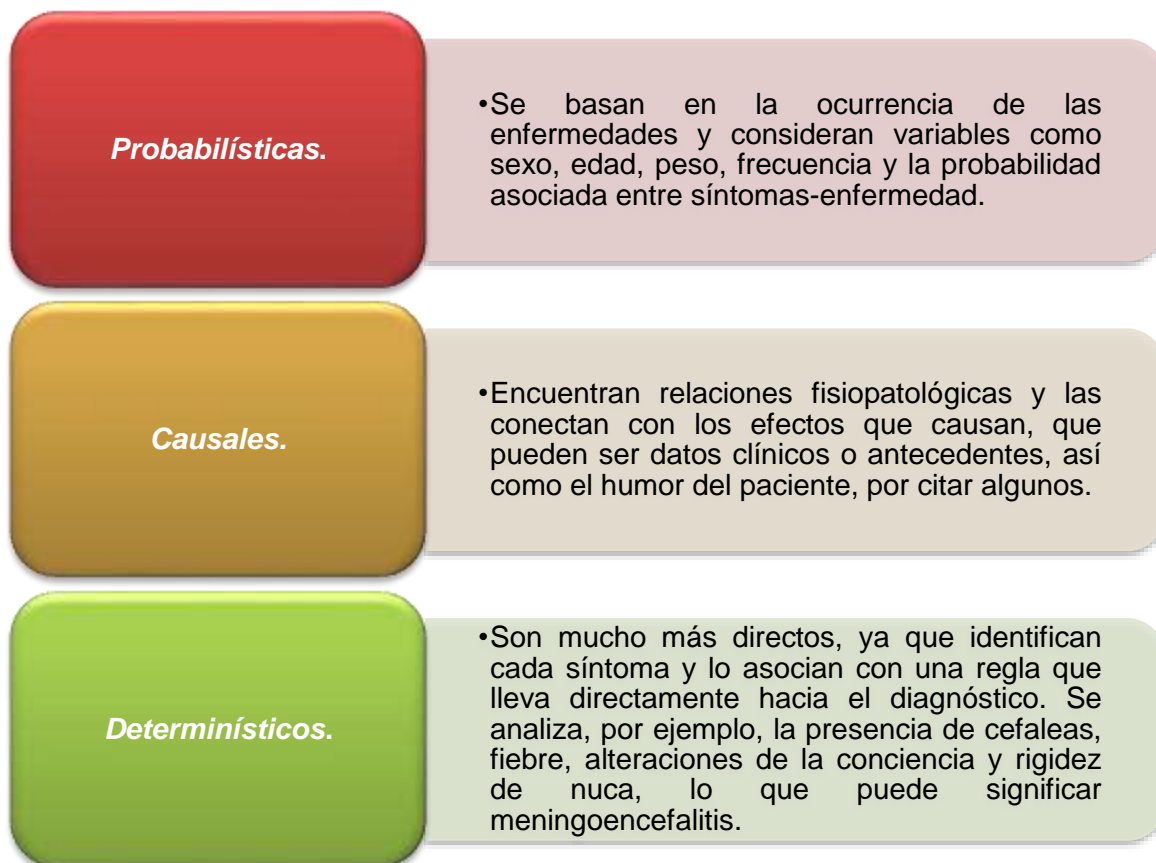 Probabilísticas.
•Se basan en la ocurrencia de las
enfermedades y consideran variables como
sexo, edad, peso, frecuencia y la probabilidad
asociada entre síntomas-enfermedad.
Causales.
•Encuentran relaciones fisiopatológicas y las
conectan con los efectos que causan, que
pueden ser datos clínicos o antecedentes, así
como el humor del paciente, por citar algunos.
Determinísticos.
•Son mucho más directos, ya que identifican
cada síntoma y lo asocian con una regla que
lleva directamente hacia el diagnóstico. Se
analiza, por ejemplo, la presencia de cefaleas,
fiebre, alteraciones de la conciencia y rigidez
de nuca, lo que puede significar
meningoencefalitis.